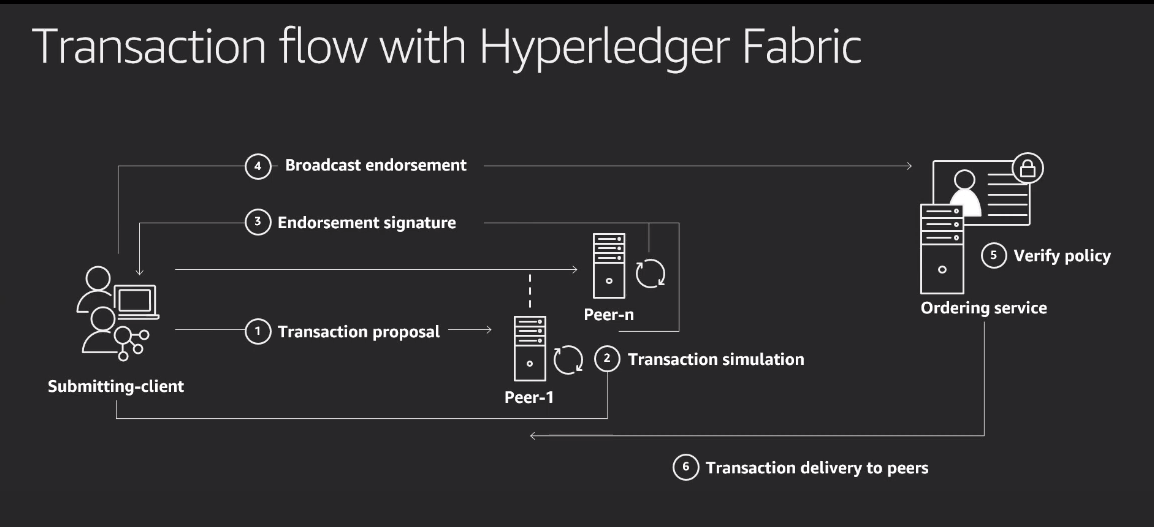 Transaction flow with Hyperledger Fabric
4 Broadcast endorsement
3 Endorsement signature
5 Verify policy
Ordering service
Peer-n
1 Transaction proposal
2 Transaction simulation
Submitting-client
Peer-1
6 Transaction delivery to peers